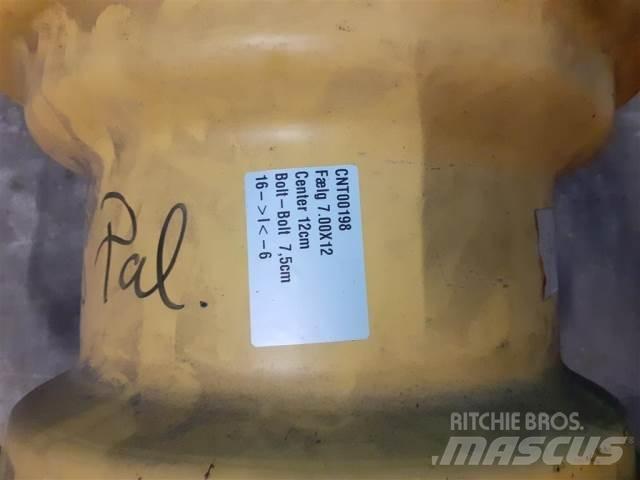 Pal.
CNT00198
Fælg 7.00X12
Center 12cm
Bolt-Bolt 7,5cm
16->I<-6
RITCHIE BROS.
MASCUS